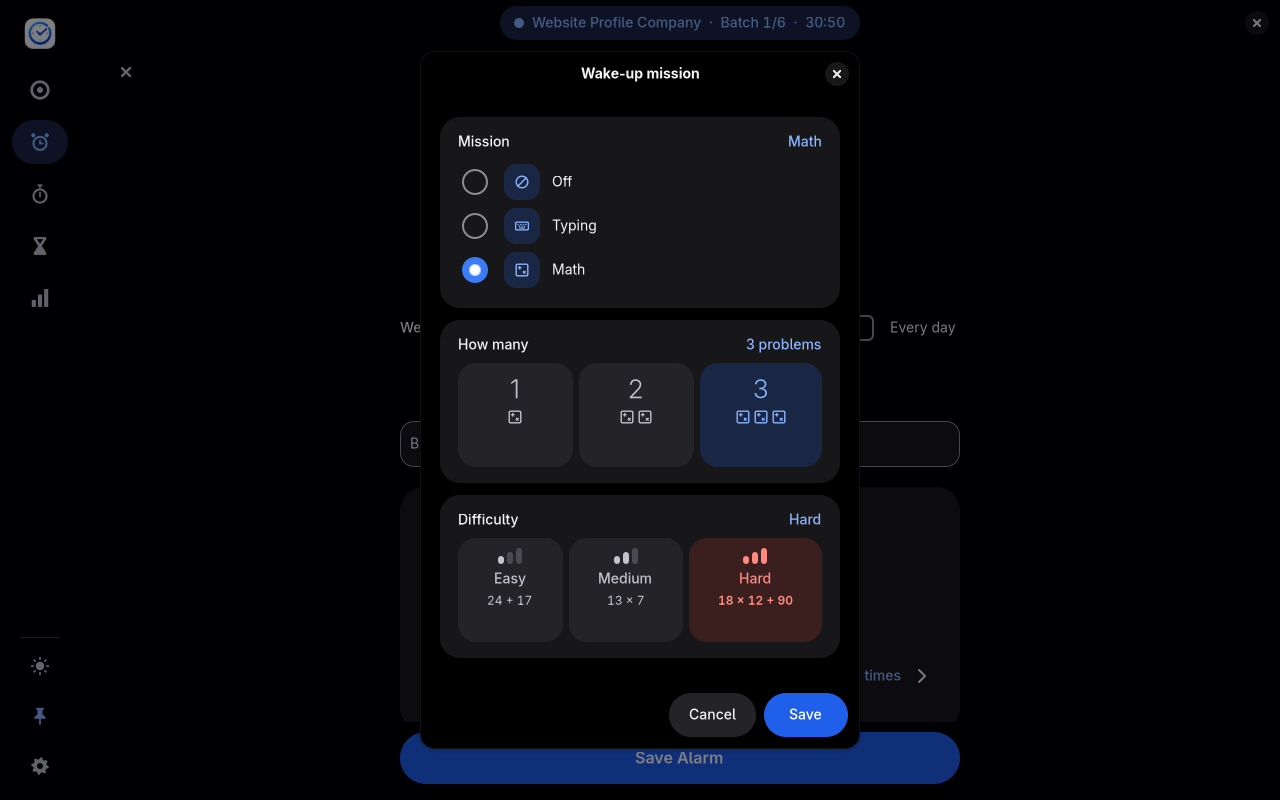 Website Profile Company · Batch 1/6 · 30:50
Wake-up mission
Mission
Math
Off
Typing
Math
We
Every day
How many
3 problems
1
2
3
B
Difficulty
Hard
Easy
24 + 17
Medium
13 × 7
Hard
18 × 12 + 90
times
Cancel
Save
Save Alarm